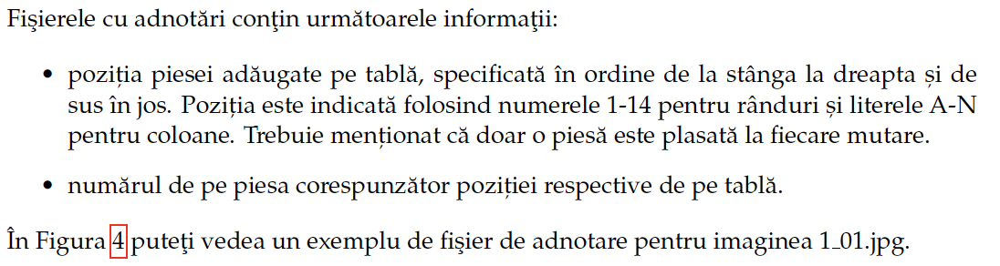 Fişierele cu adnotări conţin următoarele informaţii:
• poziția piesei adăugate pe tablă, specificată în ordine de la stânga la dreapta și de
sus în jos. Poziția este indicată folosind numerele 1-14 pentru rânduri și literele A-N
pentru coloane. Trebuie menționat că doar o piesă este plasată la fiecare mutare.
• numărul de pe piesa corespunzător poziției respective de pe tablă.
În Figura 4 puteţi vedea un exemplu de fişier de adnotare pentru imaginea 1_01.jpg.